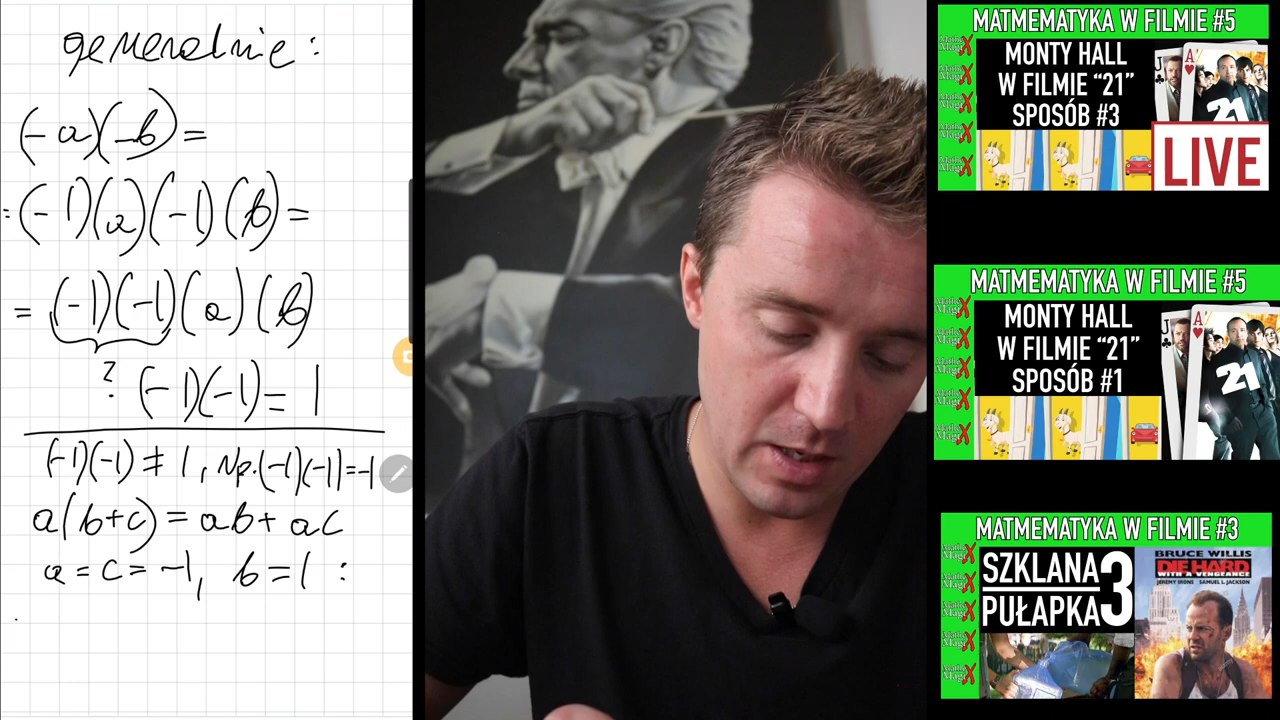 generalnie:
(-a)(-b)=
=(-1)(a)(-1)(b)=
=(-1)(-1)(a)(b)
? (-1)(-1)=1
(-1)(-1)≠1, Np.(-1)(-1)=-1
a(b+c)=ab+ac
a=c=-1, b=1:
MATMEMATYKA W FILMIE #5
MONTY HALL
W FILMIE “21”
SPOSÓB #3
21
LIVE
MATMEMATYKA W FILMIE #5
MONTY HALL
W FILMIE “21”
SPOSÓB #1
21
MATMEMATYKA W FILMIE #3
SZKLANA
PUŁAPKA 3
BRUCE WILLIS
DIE HARD
WITH A VENGEANCE
JEREMY IRONS SAMUEL L. JACKSON